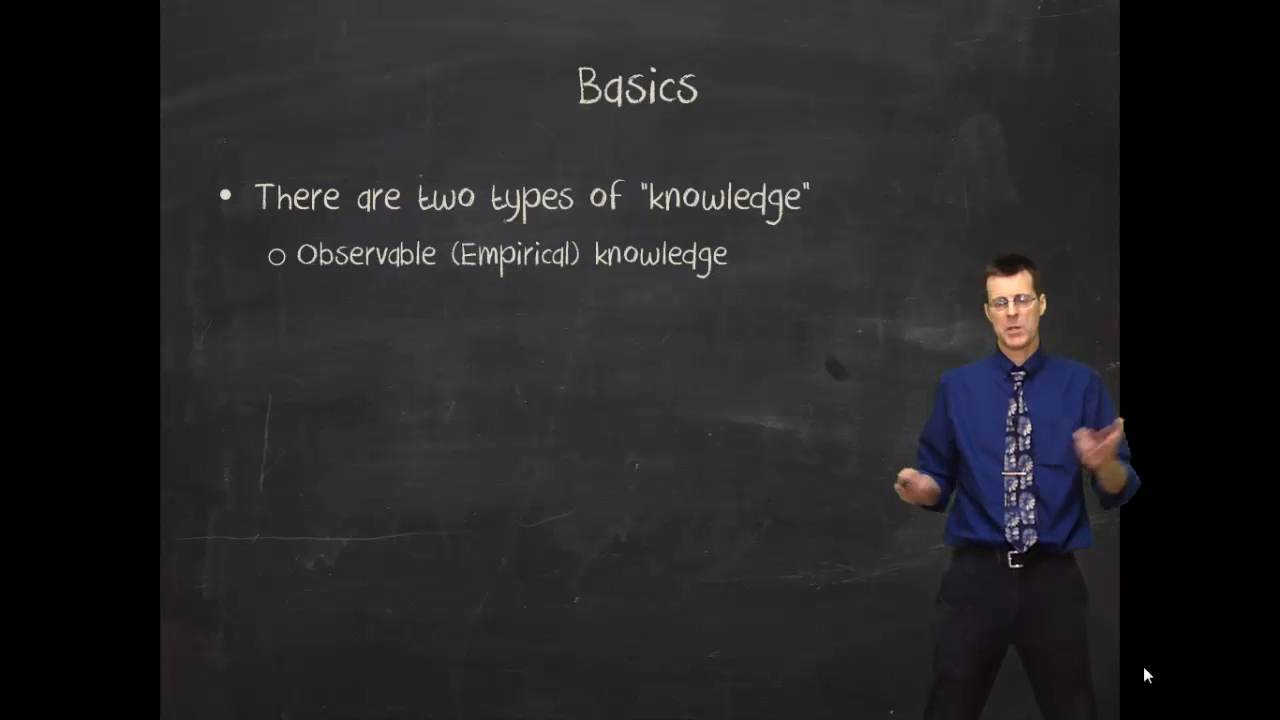 Basics
• There are two types of "knowledge"
○ Observable (Empirical) knowledge